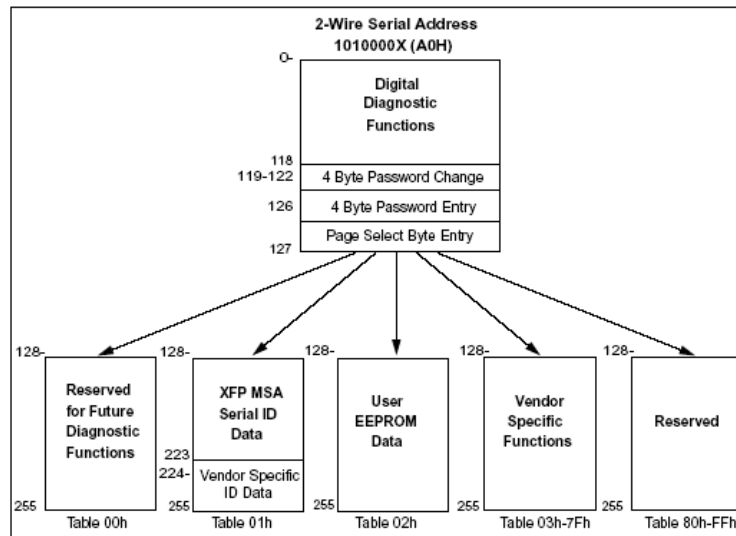 2-Wire Serial Address
1010000X (A0H)
0-
Digital
Diagnostic
Functions
118
119-122
4 Byte Password Change
126
4 Byte Password Entry
Page Select Byte Entry
127
128-
Reserved
for Future
Diagnostic
Functions
255
Table 00h
128-
XFP MSA
Serial ID
Data
223
224-
Vendor Specific
ID Data
255
Table 01h
128-
User
EEPROM
Data
255
Table 02h
128-
Vendor
Specific
Functions
255
Table 03h-7Fh
128-
Reserved
255
Table 80h-FFh